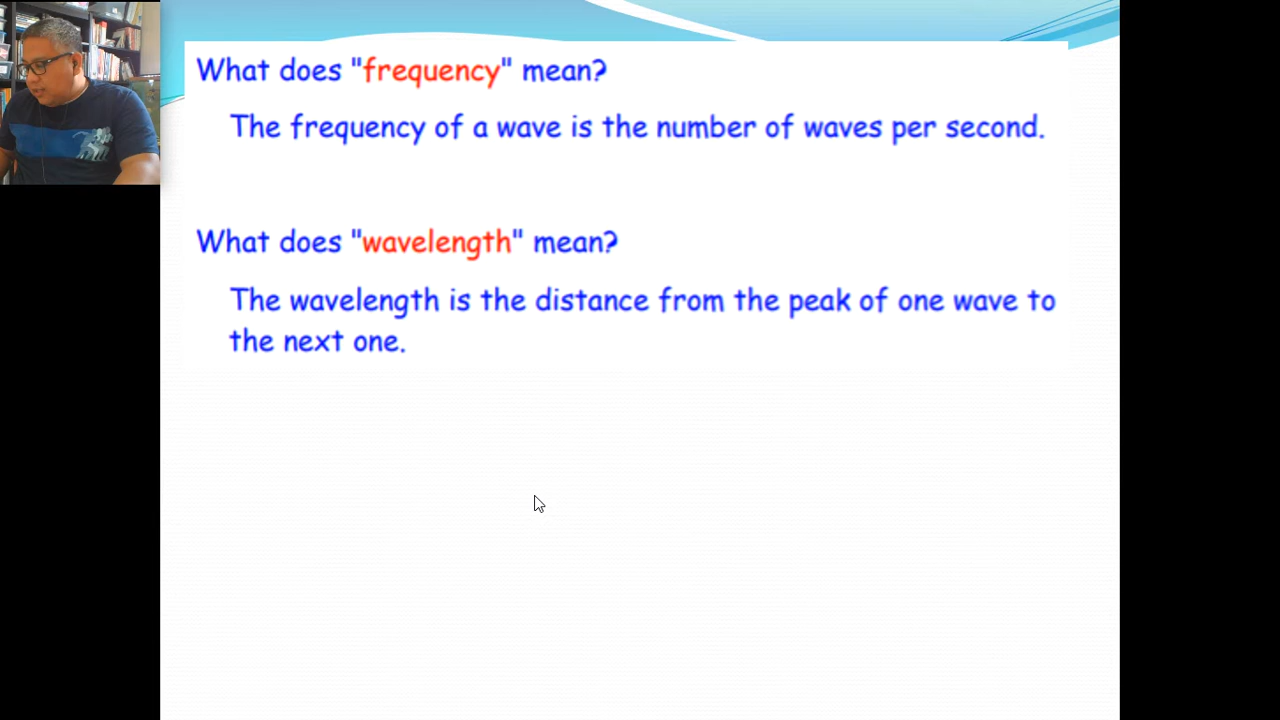 What does "frequency" mean?
The frequency of a wave is the number of waves per second.
What does "wavelength" mean?
The wavelength is the distance from the peak of one wave to
the next one.